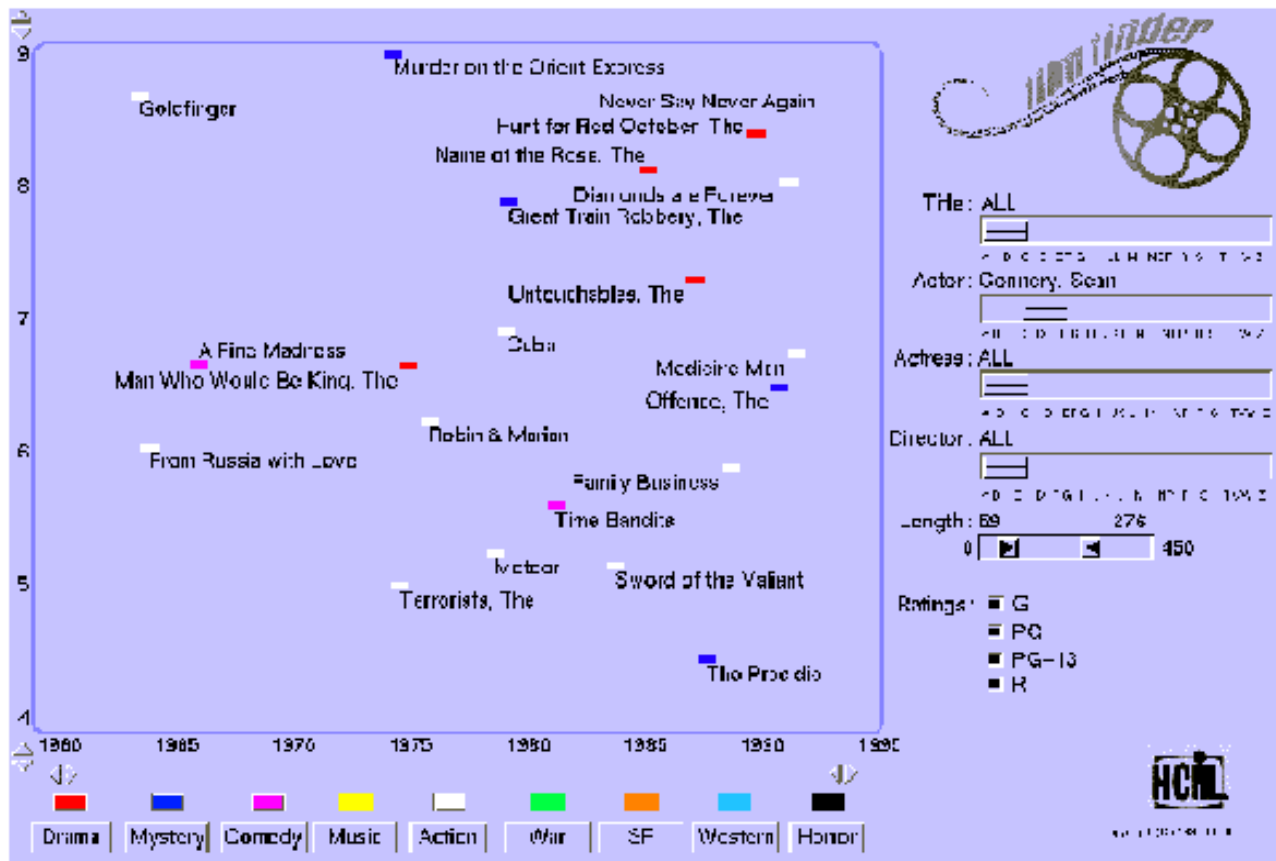 film finder
9
Murder on the Orient Express
Goldfinger
Never Say Never Again
Hunt for Red October, The
Name of the Rose, The
8
Diamonds are Forever
Great Train Robbery, The
Untouchables, The
7
Cuba
A Fine Madness
Medicine Man
Man Who Would Be King, The
Offence, The
6
Robin & Marian
From Russia with Love
Family Business
Time Bandits
Meteor
5
Sword of the Valiant
Terrorists, The
The Presidio
4
1960 1965 1970 1975 1980 1985 1990 1995
Drama Mystery Comedy Music Action War SF Western Horror
Title: ALL
Actor: Connery, Sean
Actress: ALL
Director: ALL
Length: 59 276
0 450
Ratings: G
PG
PG-13
R
HCIL